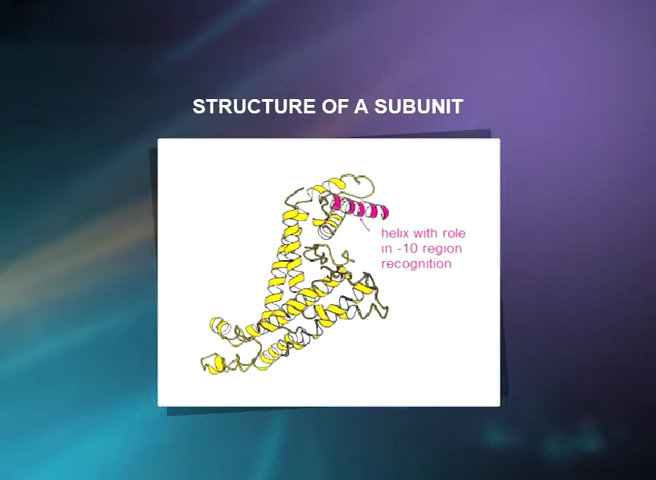 STRUCTURE OF A SUBUNIT
helix with role
in -10 region
recognition